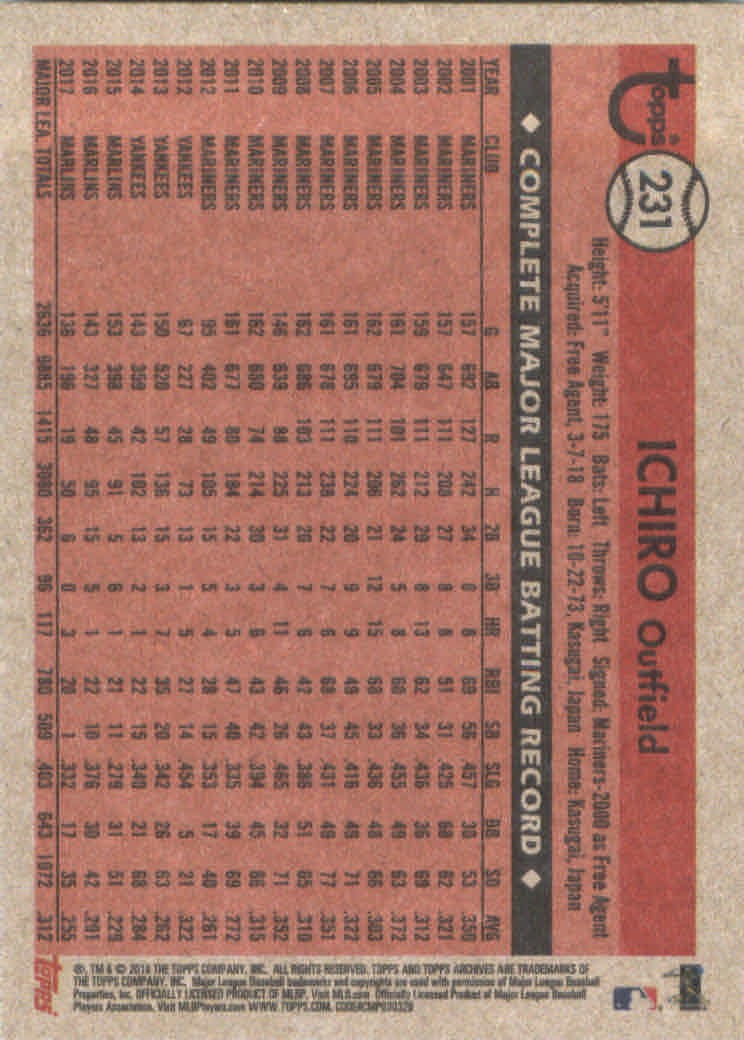 Topps
231
ICHIRO Outfield
Height: 5'11" Weight: 175 Bats: Left Throws: Right Signed: Mariners-2000 as Free Agent
Acquired: Free Agent, 3-7-18 Born: 10-22-73, Kasugai, Japan Home: Kasugai, Japan
◆ COMPLETE MAJOR LEAGUE BATTING RECORD ◆
YEAR CLUB G AB R H 2B 3B HR RBI SB SLG BB SO AVG
2001 MARINERS 157 692 127 242 34 8 8 69 56 .457 30 53 .350
2002 MARINERS 157 647 111 208 27 8 8 51 31 .425 68 62 .321
2003 MARINERS 159 679 111 212 29 8 13 62 34 .436 36 69 .312
2004 MARINERS 161 704 101 262 24 5 8 60 36 .455 49 63 .372
2005 MARINERS 162 679 111 206 21 12 15 68 33 .436 48 66 .303
2006 MARINERS 161 695 110 224 20 9 9 49 45 .416 49 71 .322
2007 MARINERS 161 678 111 238 22 7 6 68 37 .431 49 77 .351
2008 MARINERS 162 686 103 213 20 7 6 42 43 .386 51 65 .310
2009 MARINERS 146 639 88 225 31 4 11 46 26 .465 32 71 .352
2010 MARINERS 162 680 74 214 30 3 6 43 42 .394 45 86 .315
2011 MARINERS 161 677 80 184 22 3 5 47 40 .335 39 69 .272
2012 MARINERS 95 402 49 105 15 5 4 28 15 .353 17 40 .261
2012 YANKEES 67 227 28 73 13 1 5 27 14 .454 5 21 .322
2013 YANKEES 150 520 57 136 15 3 7 35 20 .342 26 63 .262
2014 YANKEES 143 359 42 102 13 2 1 22 15 .340 21 68 .284
2015 MARLINS 153 398 45 91 5 6 1 21 11 .279 31 51 .229
2016 MARLINS 143 327 48 95 15 5 1 22 10 .376 30 42 .291
2017 MARLINS 136 196 19 50 6 0 3 20 1 .332 17 35 .255
MAJOR LEA. TOTALS 2636 9885 1415 3080 362 96 117 780 509 .403 643 1072 .312
®, TM & © 2018 THE TOPPS COMPANY, INC. ALL RIGHTS RESERVED. TOPPS AND TOPPS ARCHIVES ARE TRADEMARKS OF
THE TOPPS COMPANY, INC. Major League Baseball trademarks and copyrights are used with permission of Major League Baseball
Properties, Inc. OFFICIALLY LICENSED PRODUCT OF MLBP. Visit MLB.com Officially Licensed Product of Major League Baseball
Players Association. Visit MLBPlayers.com WWW.TOPPS.COM. CODE#CMP030329
TOPPS